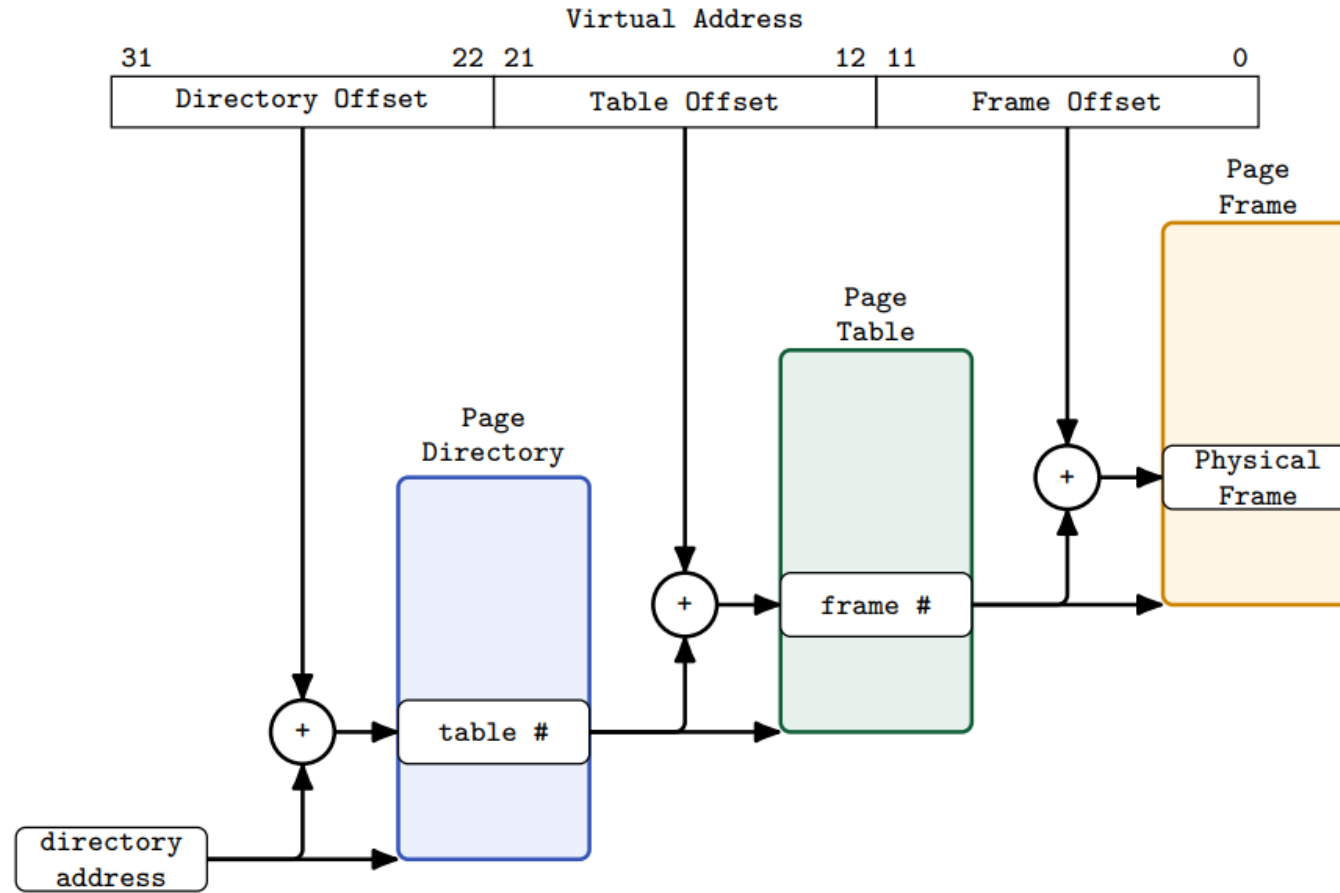 Virtual Address
31 22 21 12 11 0
Directory Offset Table Offset Frame Offset
Page
Frame
Page
Table
Page
Directory
+ Physical
Frame
+ frame #
+ table #
directory
address